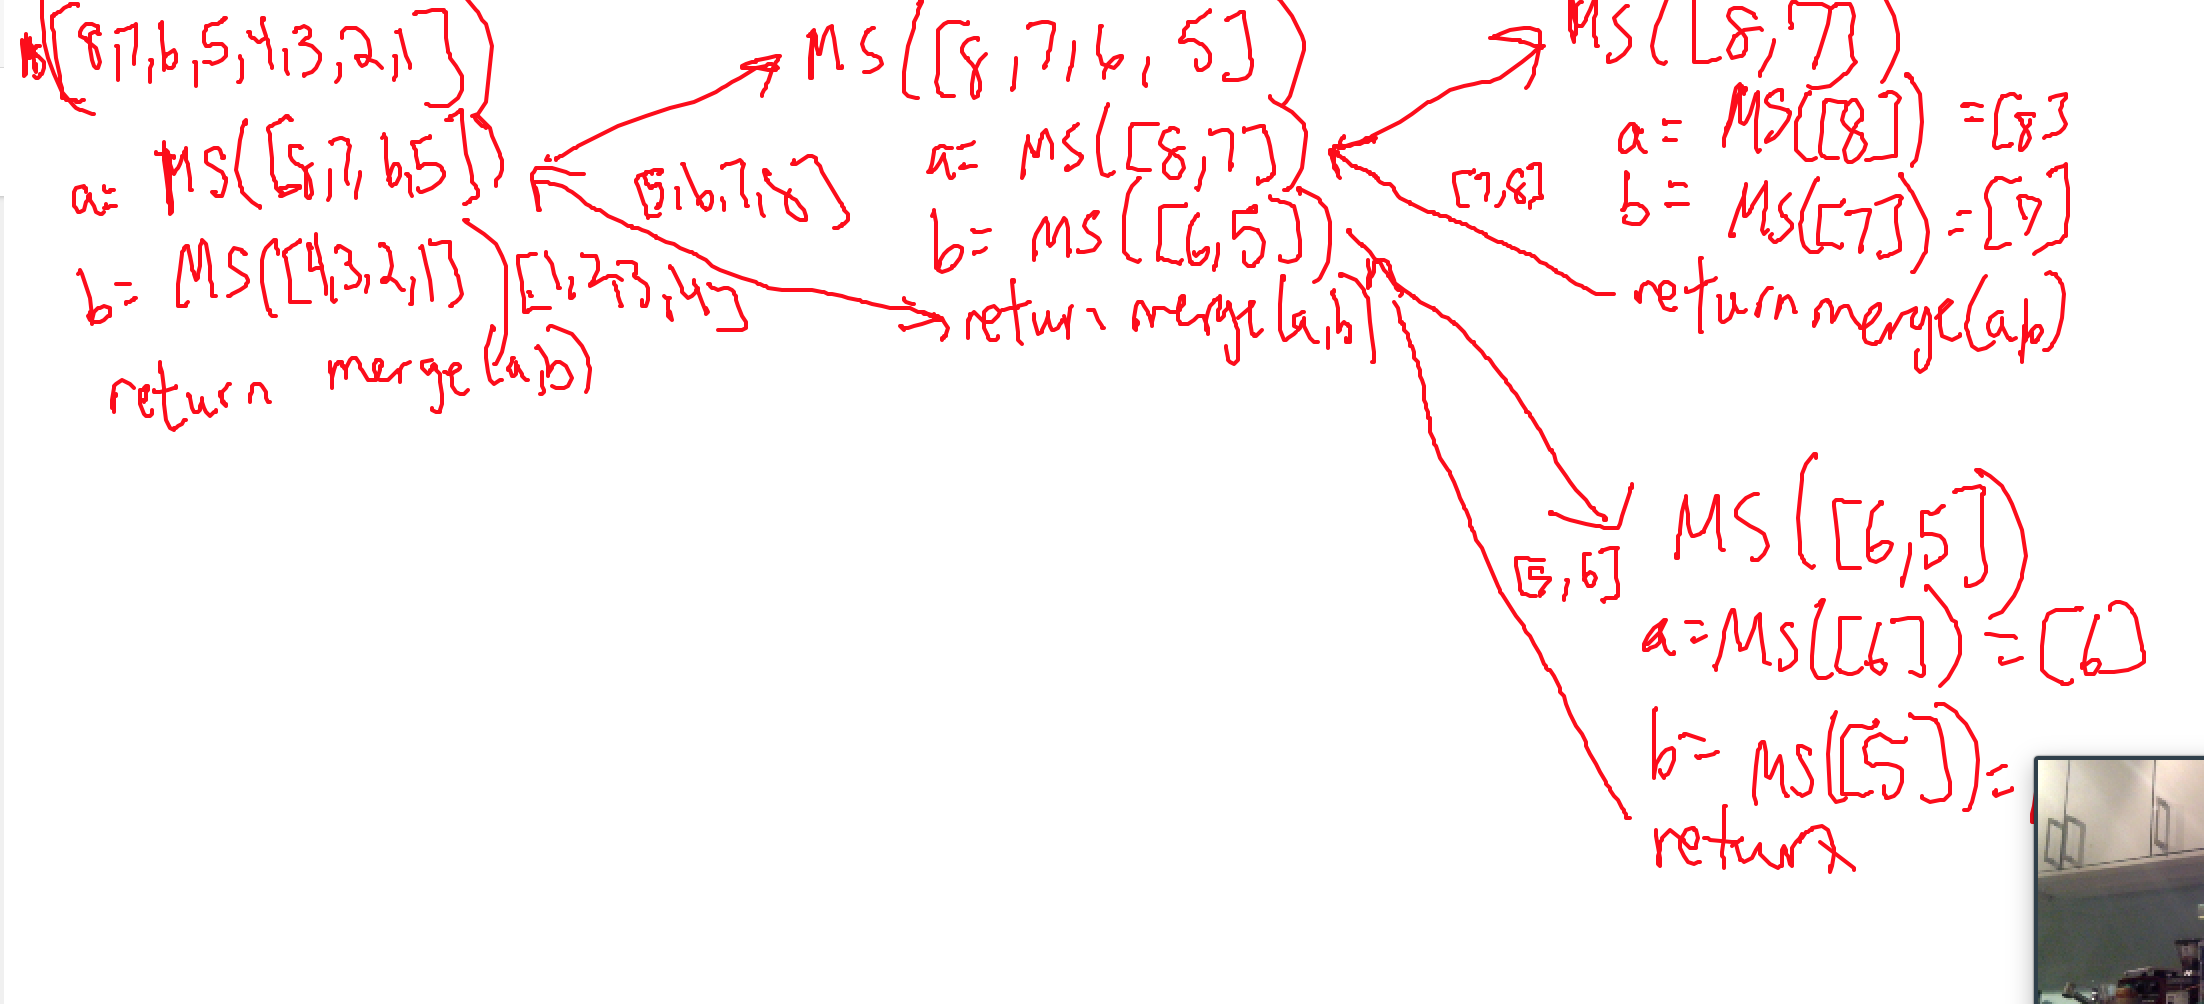 MS([8,7,6,5,4,3,2,1])
a= MS([8,7,6,5])
b= MS([4,3,2,1]) [1,2,3,4]
return merge(a,b)
[5,6,7,8]
MS([8,7,6,5])
a= MS([8,7])
b= MS([6,5])
return merge(a,b)
[7,8]
MS([8,7])
a= MS([8]) =[8]
b= MS([7]) =[7]
return merge(a,b)
[5,6]
MS([6,5])
a=MS([6])=[6]
b= MS([5])=
return